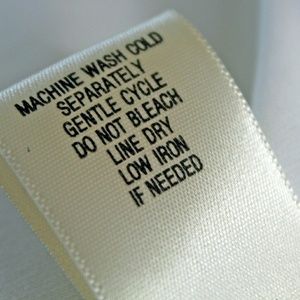 MACHINE WASH COLD
SEPARATELY
GENTLE CYCLE
DO NOT BLEACH
LINE DRY
LOW IRON
IF NEEDED